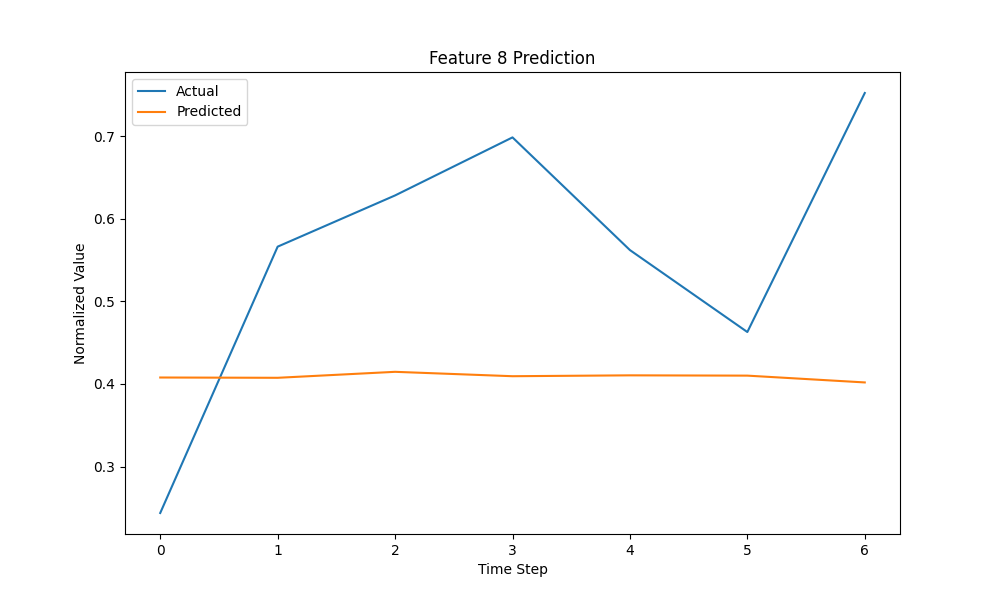 Feature 8 Prediction
Actual
Predicted
Normalized Value
0.7
0.6
0.5
0.4
0.3
0 1 2 3 4 5 6
Time Step